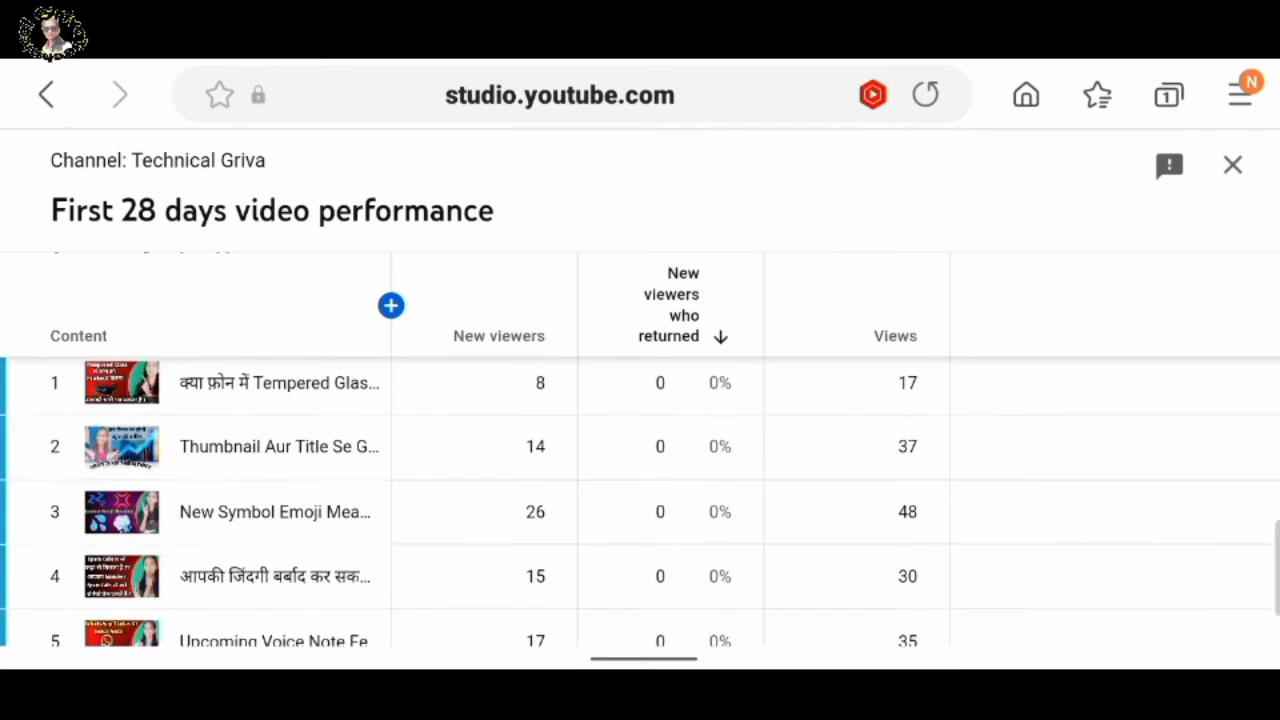 studio.youtube.com
N
1
Channel: Technical Griva
First 28 days video performance
New
viewers
who
Content New viewers returned Views
1 क्या फ़ोन में Tempered Glas... 8 0 0% 17
2 Thumbnail Aur Title Se G... 14 0 0% 37
3 New Symbol Emoji Mea... 26 0 0% 48
4 आपकी जिंदगी बर्बाद कर सक... 15 0 0% 30
5 Upcoming Voice Note Fe 17 0 0% 35